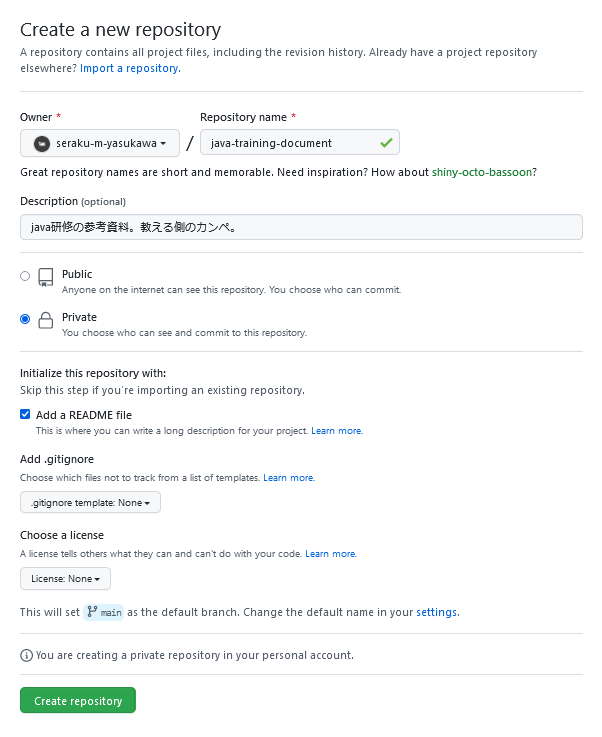 Create a new repository
A repository contains all project files, including the revision history. Already have a project repository
elsewhere? Import a repository.
Owner *
Repository name *
seraku-m-yasukawa
/
java-training-document
Great repository names are short and memorable. Need inspiration? How about shiny-octo-bassoon?
Description (optional)
java研修の参考資料。教える側のカンペ。
Public
Anyone on the internet can see this repository. You choose who can commit.
Private
You choose who can see and commit to this repository.
Initialize this repository with:
Skip this step if you're importing an existing repository.
Add a README file
This is where you can write a long description for your project. Learn more.
Add .gitignore
Choose which files not to track from a list of templates. Learn more.
.gitignore template: None
Choose a license
A license tells others what they can and can't do with your code. Learn more.
License: None
This will set main as the default branch. Change the default name in your settings.
You are creating a private repository in your personal account.
Create repository